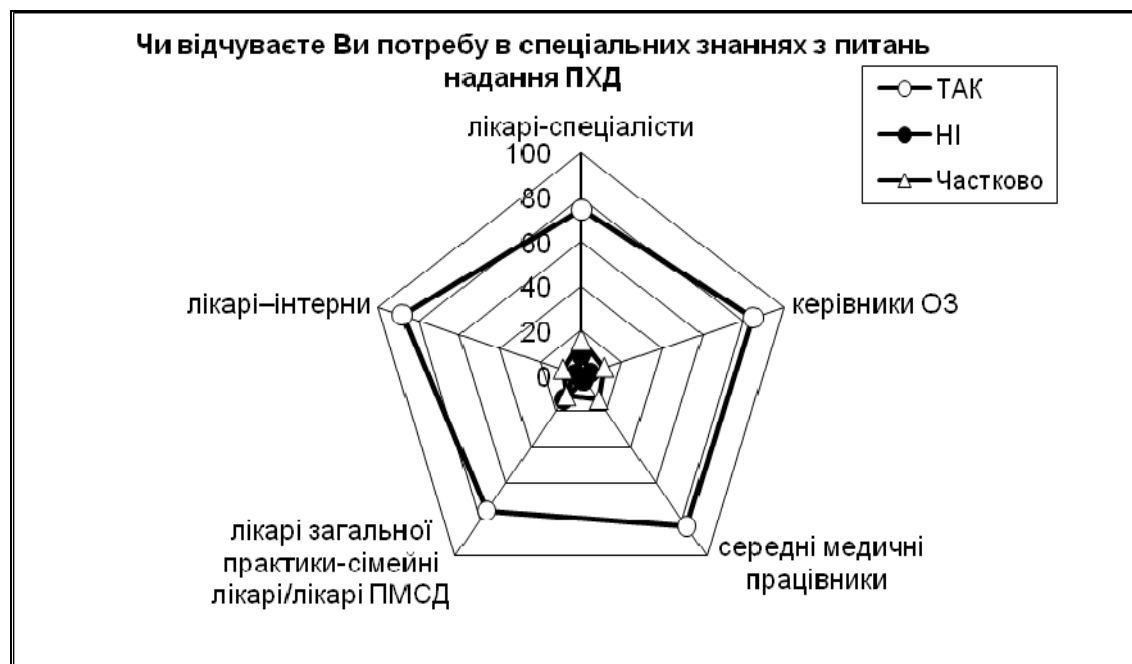 Чи відчуваєте Ви потребу в спеціальних знаннях з питань
надання ПХД
ТАК
НІ
Частково
лікарі-спеціалісти
100
80
60
40
20
0
лікарі–інтерни
керівники ОЗ
лікарі загальної
практики-сімейні
лікарі/лікарі ПМСД
середні медичні
працівники